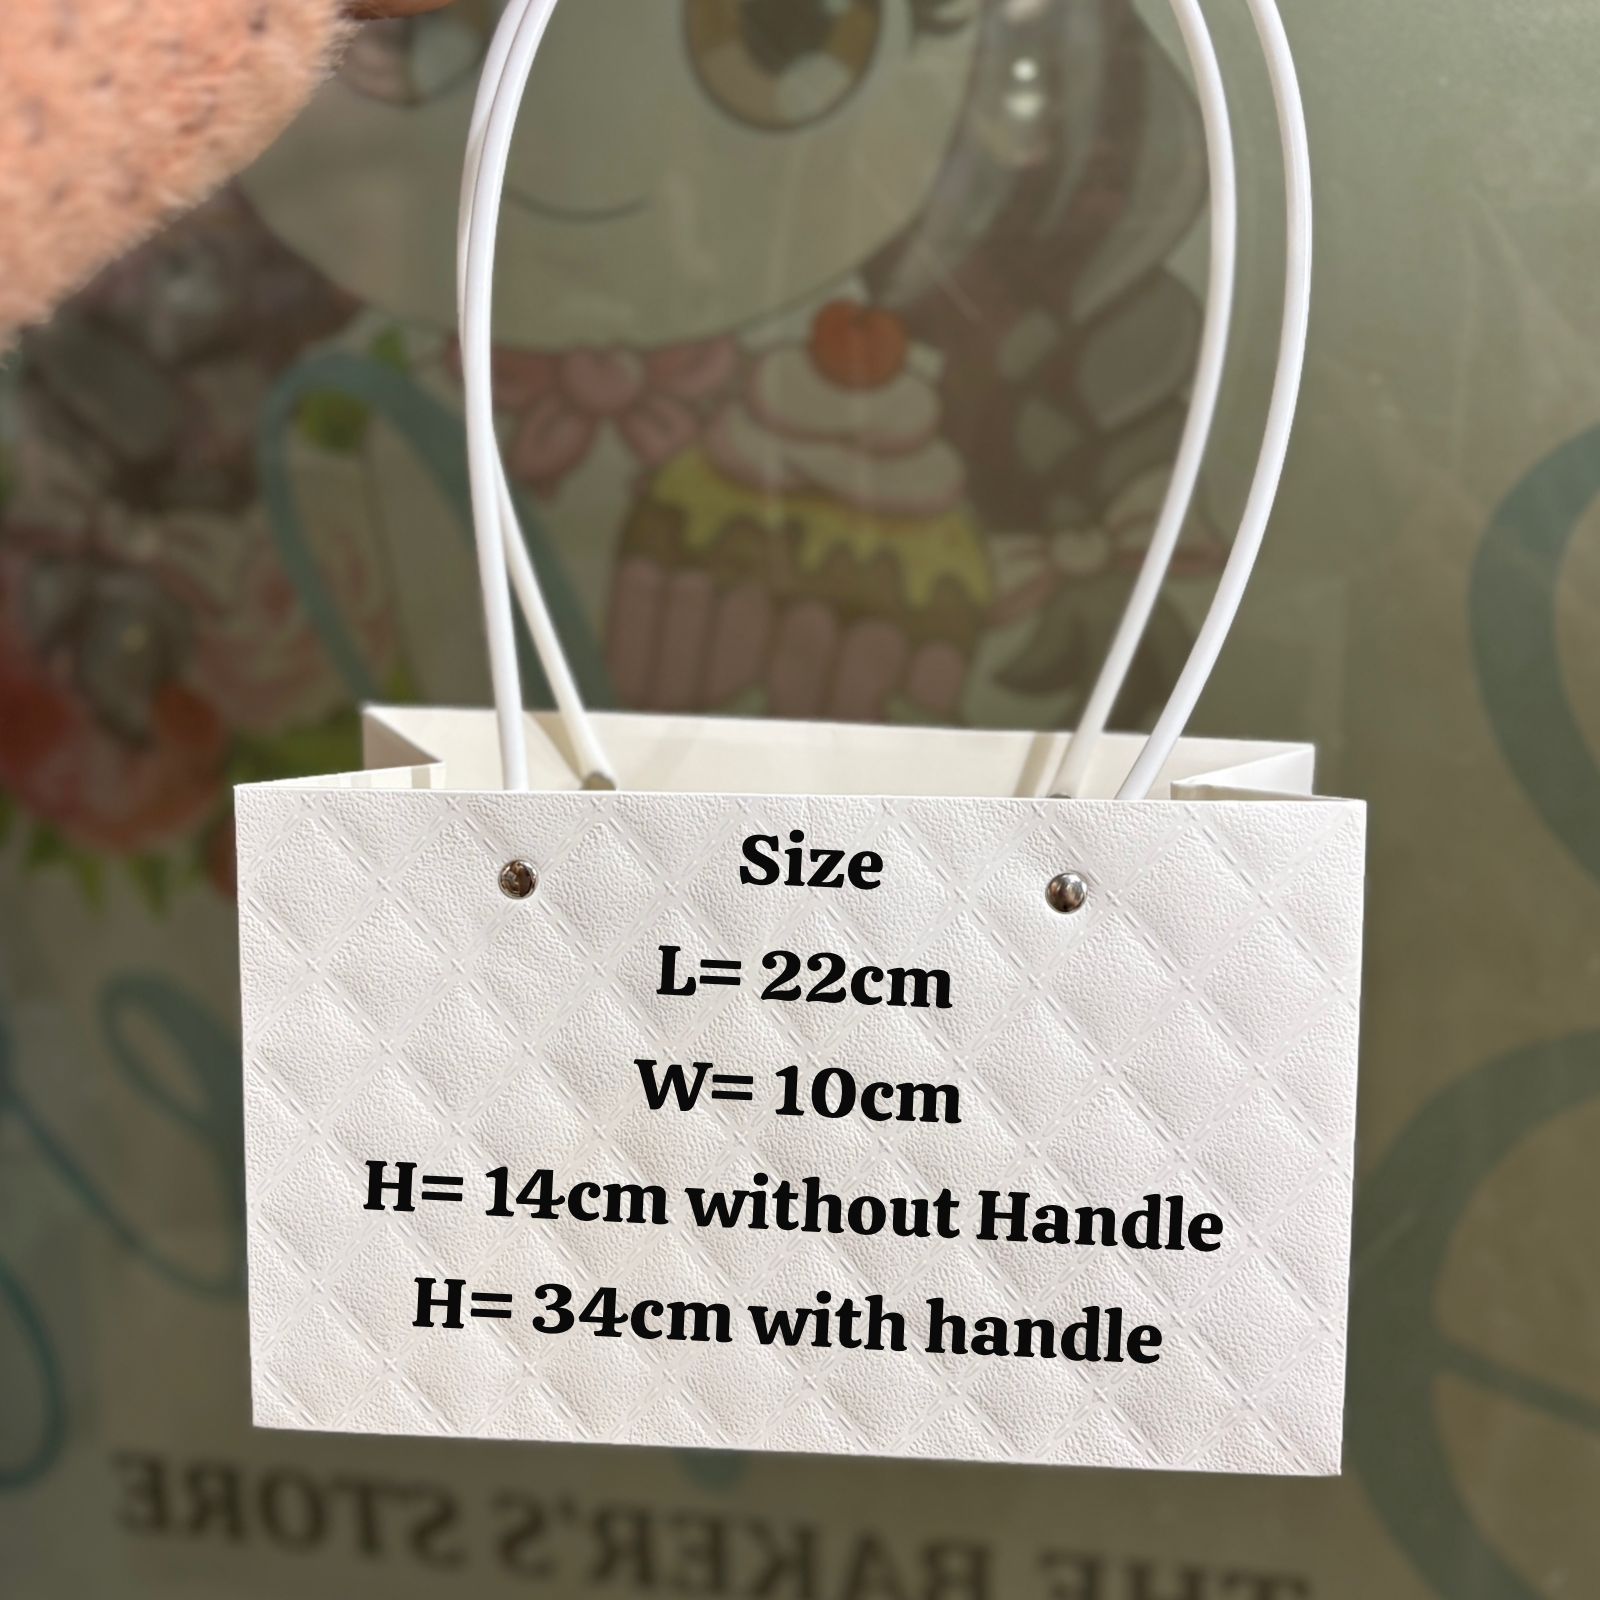 Size
L= 22cm
W= 10cm
H= 14cm without Handle
H= 34cm with handle
THE BAKER'S STORE